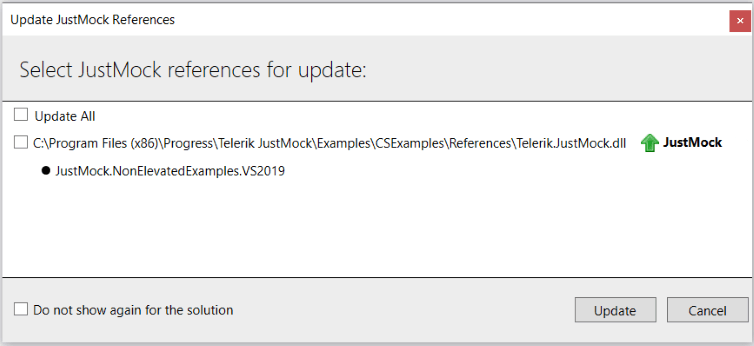 Update JustMock References
Select JustMock references for update:
Update All
C:\Program Files (x86)\Progress\Telerik JustMock\Examples\CSExamples\References\Telerik.JustMock.dll JustMock
JustMock.NonElevatedExamples.VS2019
Do not show again for the solution
Update Cancel